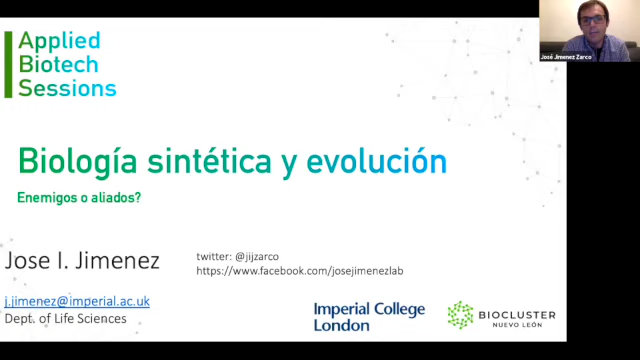 Applied
Biotech
Sessions
José Jimenez Zarco
Biología sintética y evolución
Enemigos o aliados?
Jose I. Jimenez
twitter: @jijzarco
https://www.facebook.com/josejimenezlab
j.jimenez@imperial.ac.uk
Dept. of Life Sciences
Imperial College
London
BIOCLUSTER
NUEVO LEÓN